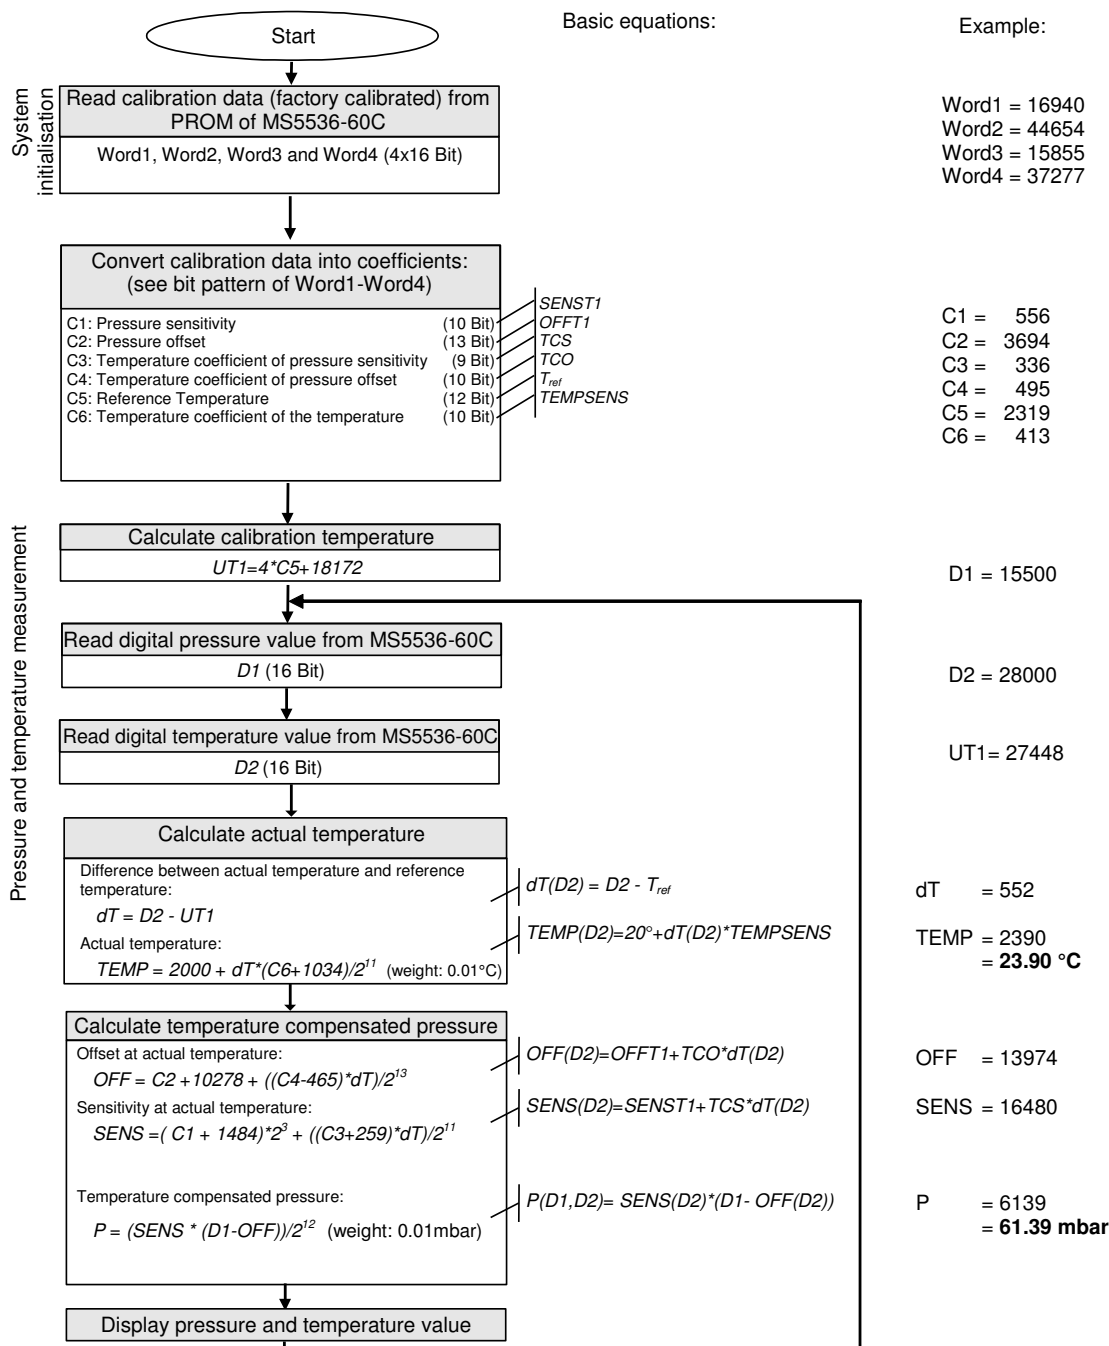 Basic equations:
Example:
Start
System
initialisation
Read calibration data (factory calibrated) from
PROM of MS5536-60C
Word1, Word2, Word3 and Word4 (4x16 Bit)
Word1 = 16940
Word2 = 44654
Word3 = 15855
Word4 = 37277
Convert calibration data into coefficients:
(see bit pattern of Word1-Word4)
C1: Pressure sensitivity (10 Bit) SENST1
C2: Pressure offset (13 Bit) OFFT1
C3: Temperature coefficient of pressure sensitivity (9 Bit) TCS
C4: Temperature coefficient of pressure offset (10 Bit) TCO
C5: Reference Temperature (12 Bit) Tref
C6: Temperature coefficient of the temperature (10 Bit) TEMPSENS
C1 = 556
C2 = 3694
C3 = 336
C4 = 495
C5 = 2319
C6 = 413
Pressure and temperature measurement
Calculate calibration temperature
UT1=4*C5+18172
D1 = 15500
Read digital pressure value from MS5536-60C
D1 (16 Bit)
D2 = 28000
Read digital temperature value from MS5536-60C
D2 (16 Bit)
UT1= 27448
Calculate actual temperature
Difference between actual temperature and reference
temperature:
dT = D2 - UT1
dT(D2) = D2 - Tref
dT = 552
Actual temperature:
TEMP = 2000 + dT*(C6+1034)/2^11 (weight: 0.01°C)
TEMP(D2)=20°+dT(D2)*TEMPSENS
TEMP = 2390
= 23.90 °C
Calculate temperature compensated pressure
Offset at actual temperature:
OFF = C2 +10278 + ((C4-465)*dT)/2^13
OFF(D2)=OFFT1+TCO*dT(D2)
OFF = 13974
Sensitivity at actual temperature:
SENS =( C1 + 1484)*2^3 + ((C3+259)*dT)/2^11
SENS(D2)=SENST1+TCS*dT(D2)
SENS = 16480
Temperature compensated pressure:
P = (SENS * (D1-OFF))/2^12 (weight: 0.01mbar)
P(D1,D2)= SENS(D2)*(D1- OFF(D2))
P = 6139
= 61.39 mbar
Display pressure and temperature value